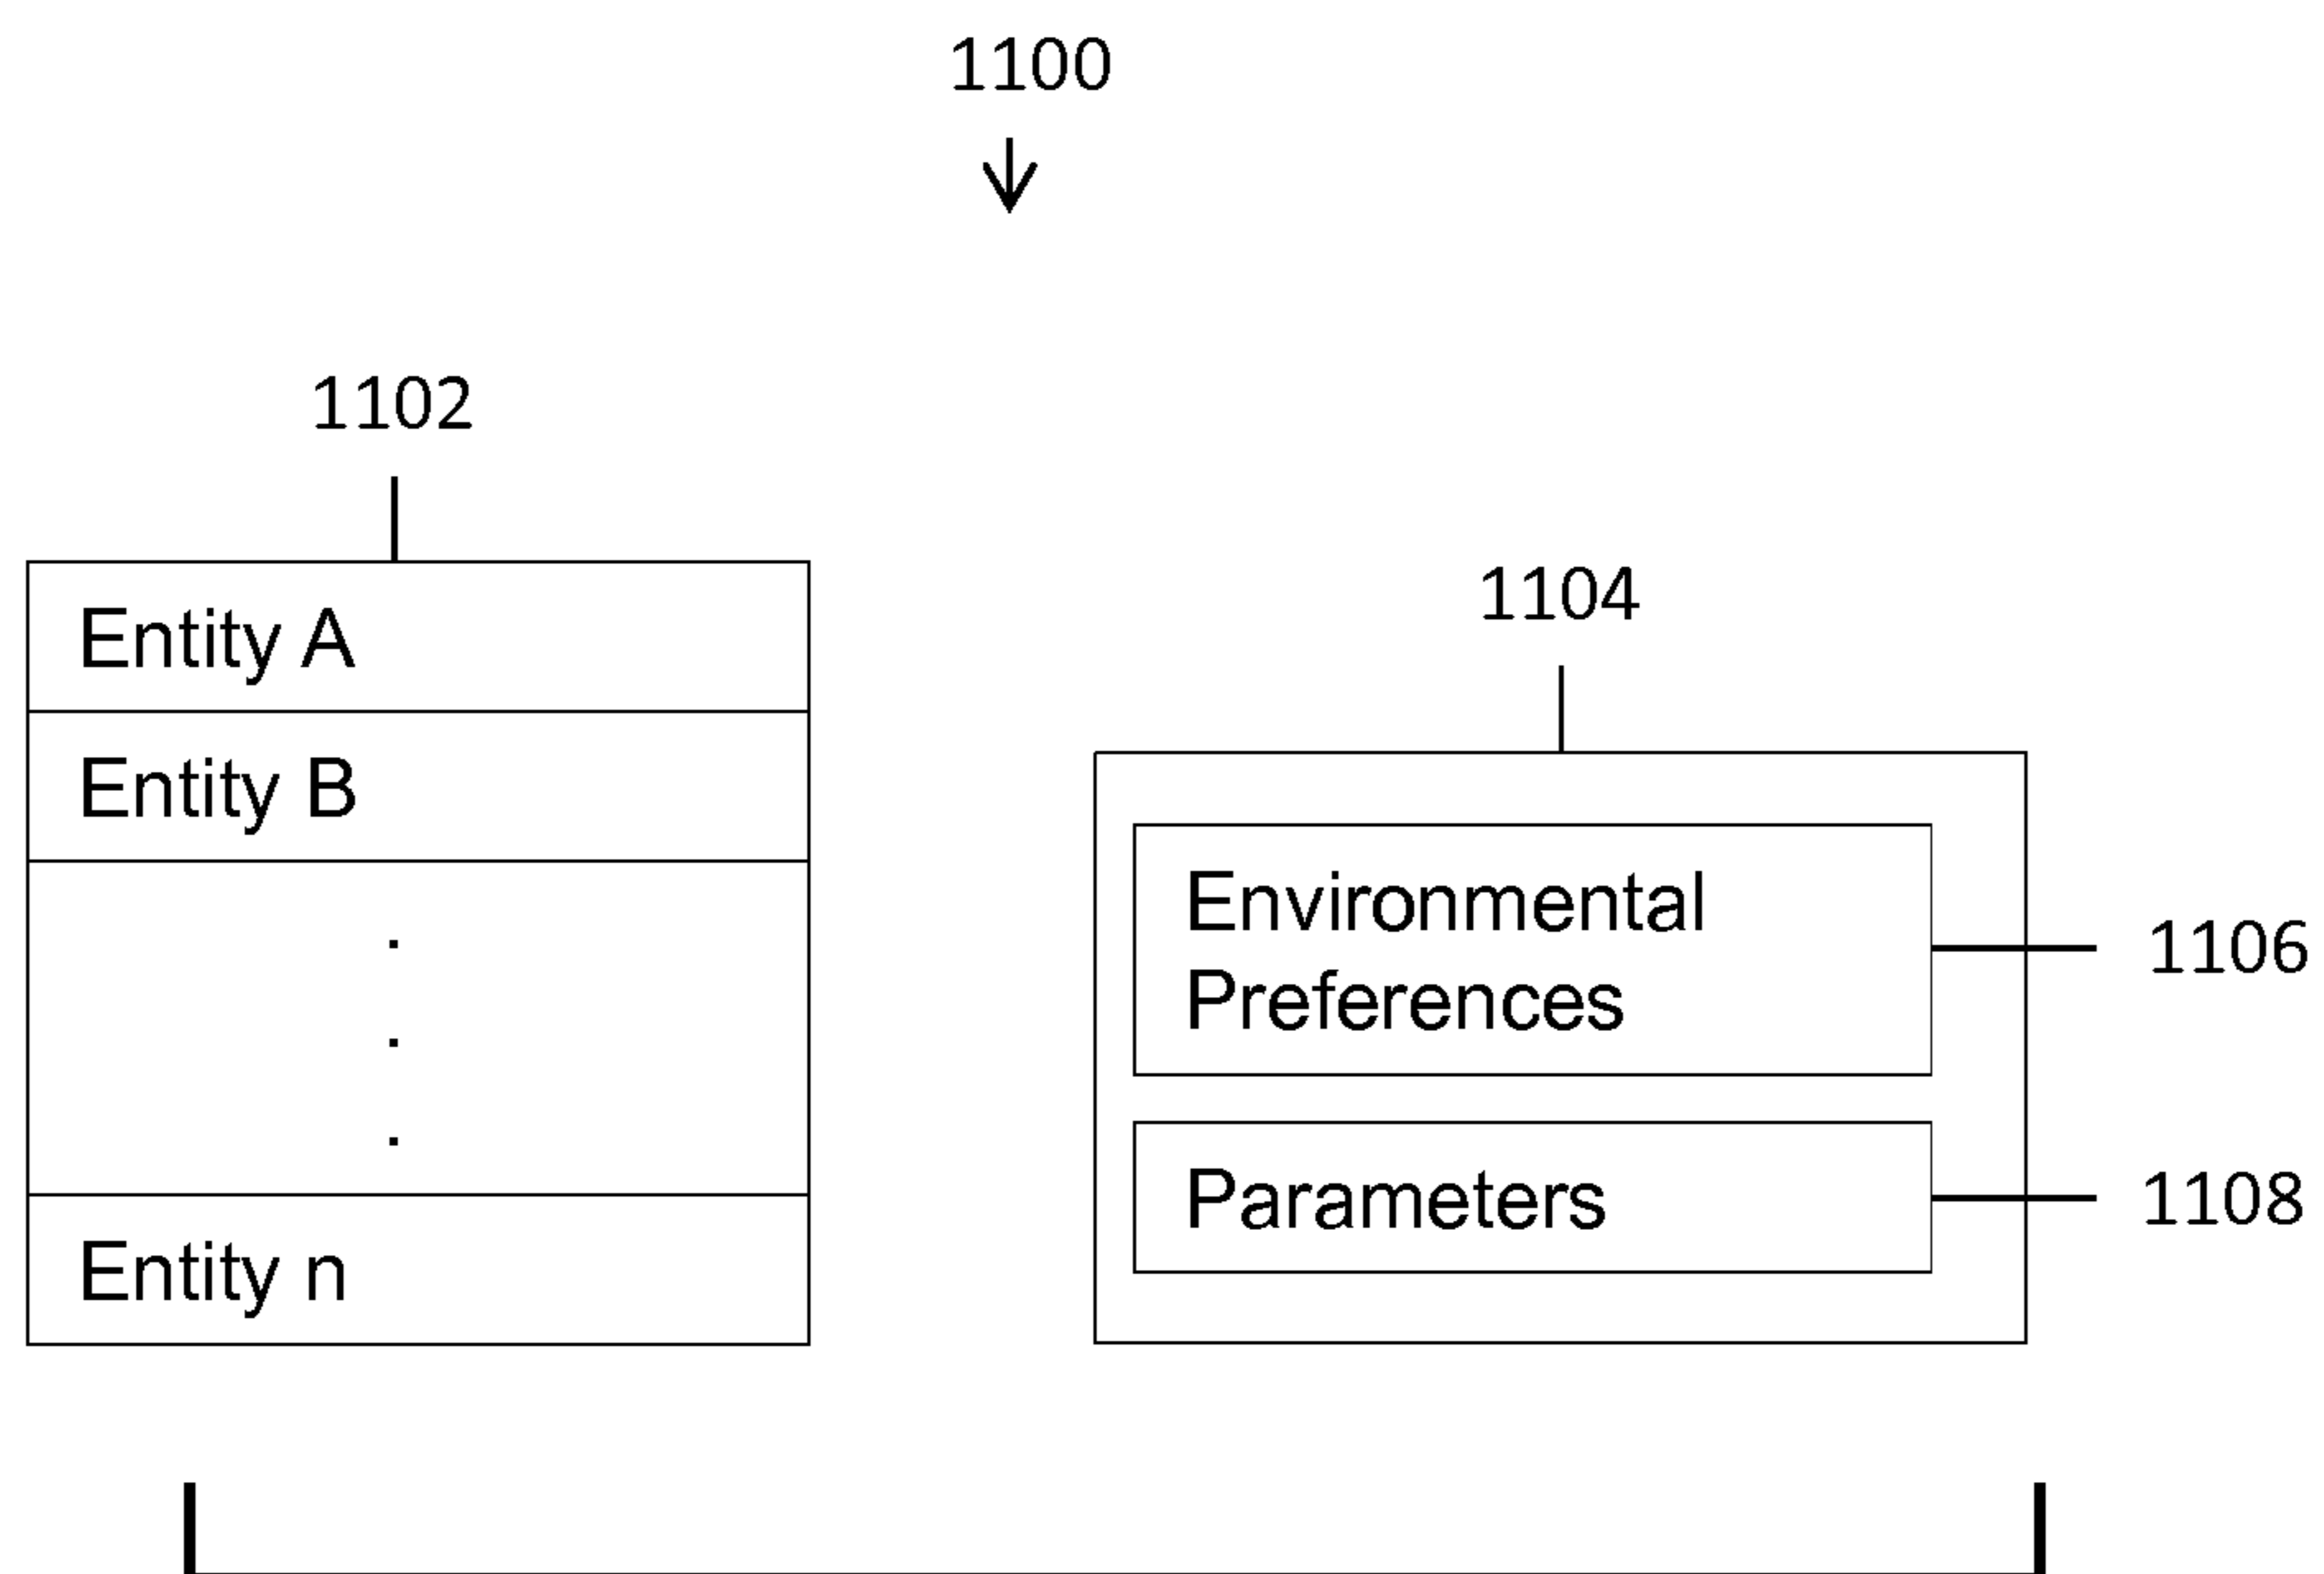 1100
1102
Entity A
Entity B
.
.
.
Entity n
1104
Environmental
Preferences
1106
Parameters
1108